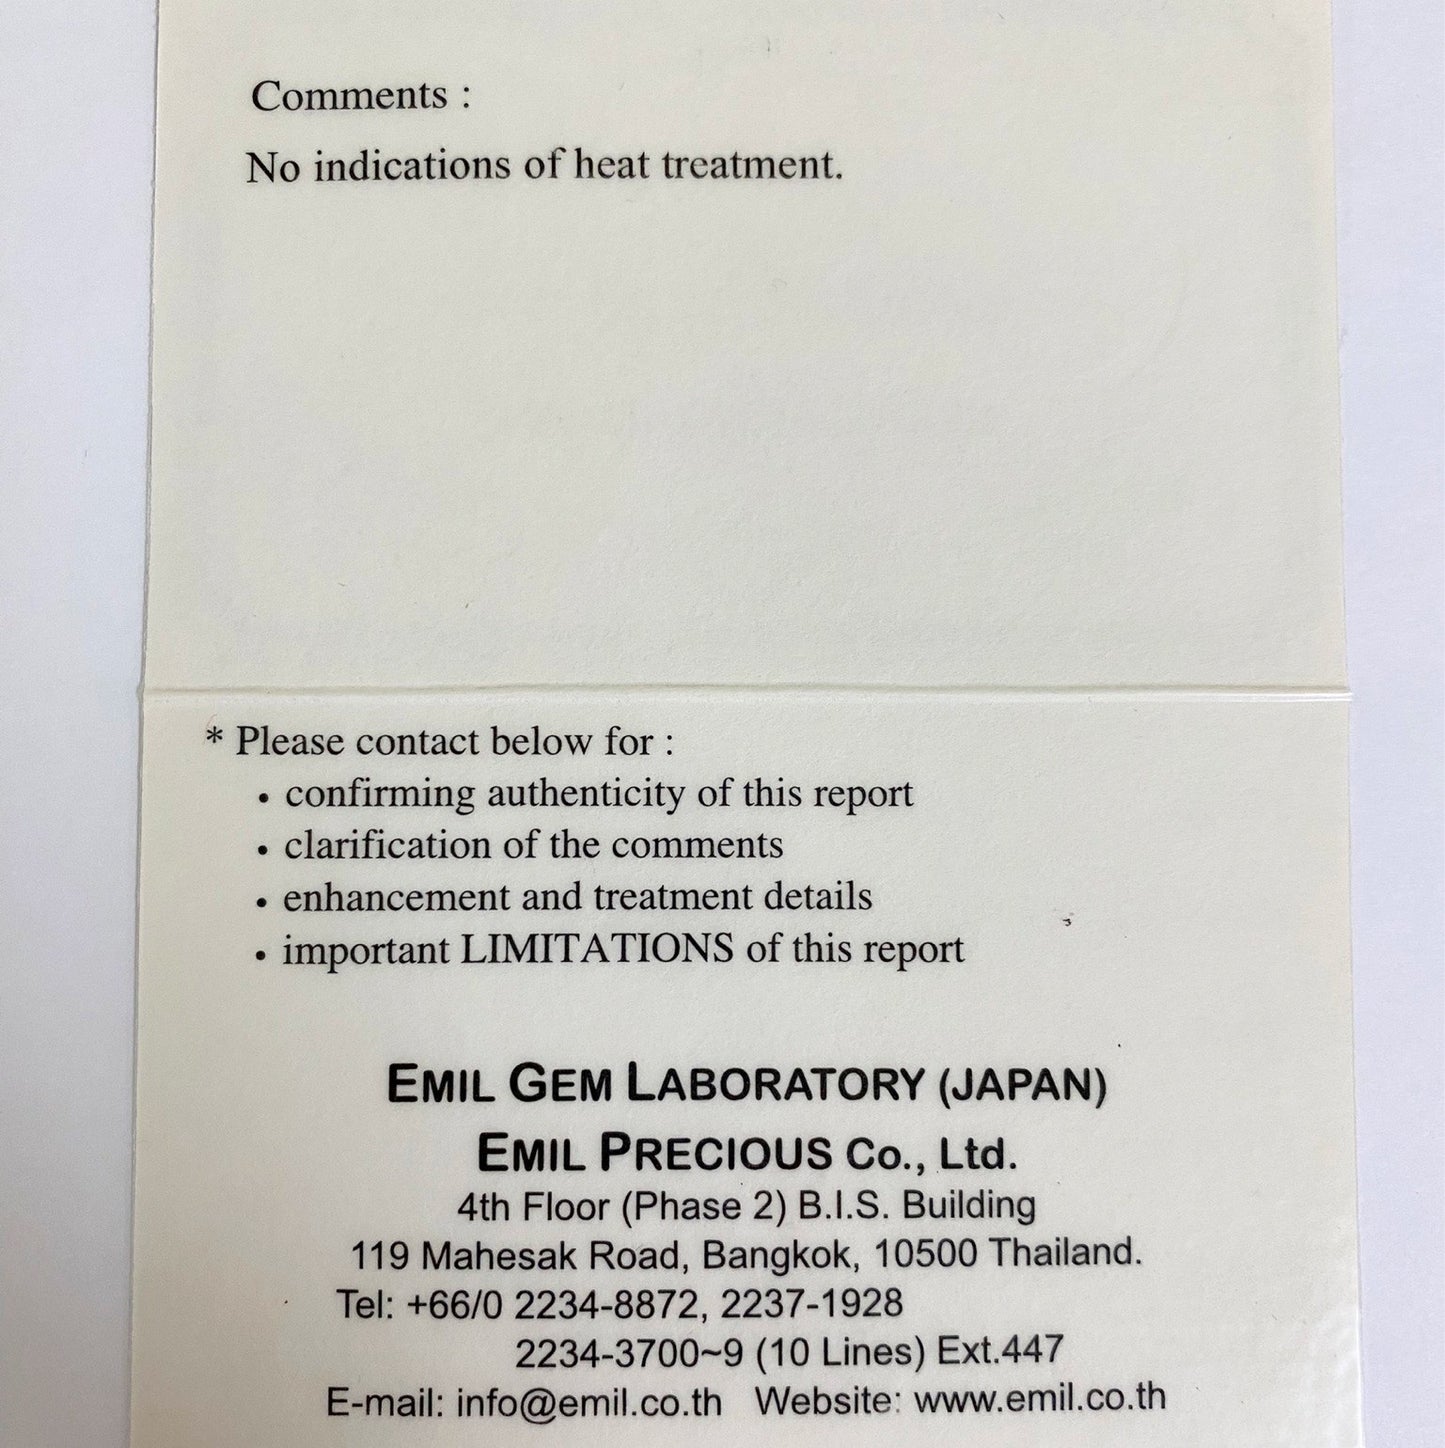 Comments :
No indications of heat treatment.
* Please contact below for :
• confirming authenticity of this report
• clarification of the comments
• enhancement and treatment details
• important LIMITATIONS of this report
EMIL GEM LABORATORY (JAPAN)
EMIL PRECIOUS Co., Ltd.
4th Floor (Phase 2) B.I.S. Building
119 Mahesak Road, Bangkok, 10500 Thailand.
Tel: +66/0 2234-8872, 2237-1928
2234-3700~9 (10 Lines) Ext.447
E-mail: info@emil.co.th Website: www.emil.co.th